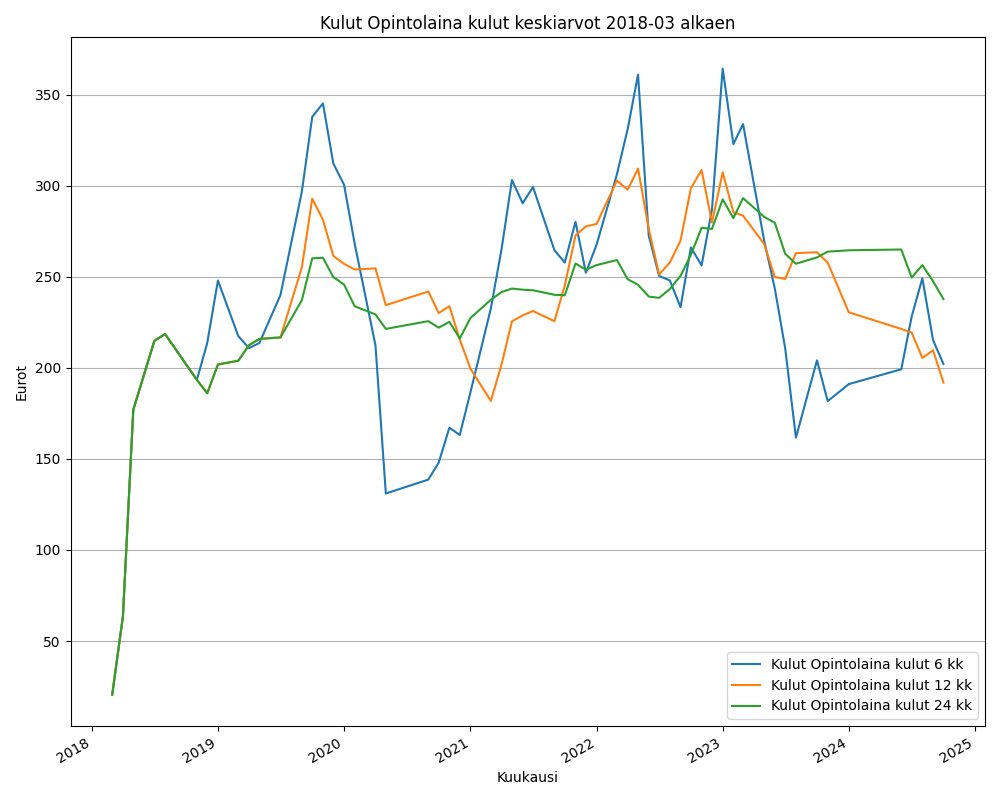 Kulut Opintolaina kulut keskiarvot 2018-03 alkaen
Eurot
350
300
250
200
150
100
50
2018
2019
2020
2021
2022
2023
2024
2025
Kuukausi
Kulut Opintolaina kulut 6 kk
Kulut Opintolaina kulut 12 kk
Kulut Opintolaina kulut 24 kk